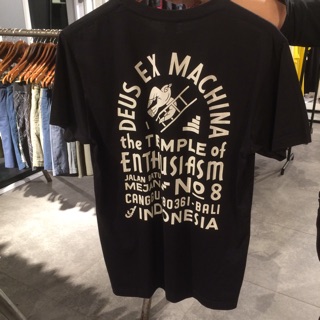 DEUS EX MACHINA
the TEMPLE of
ENTHUSIASM
JALAN BATU
MEJAN No 8
CANGGU 80361-BALI
INDONESIA